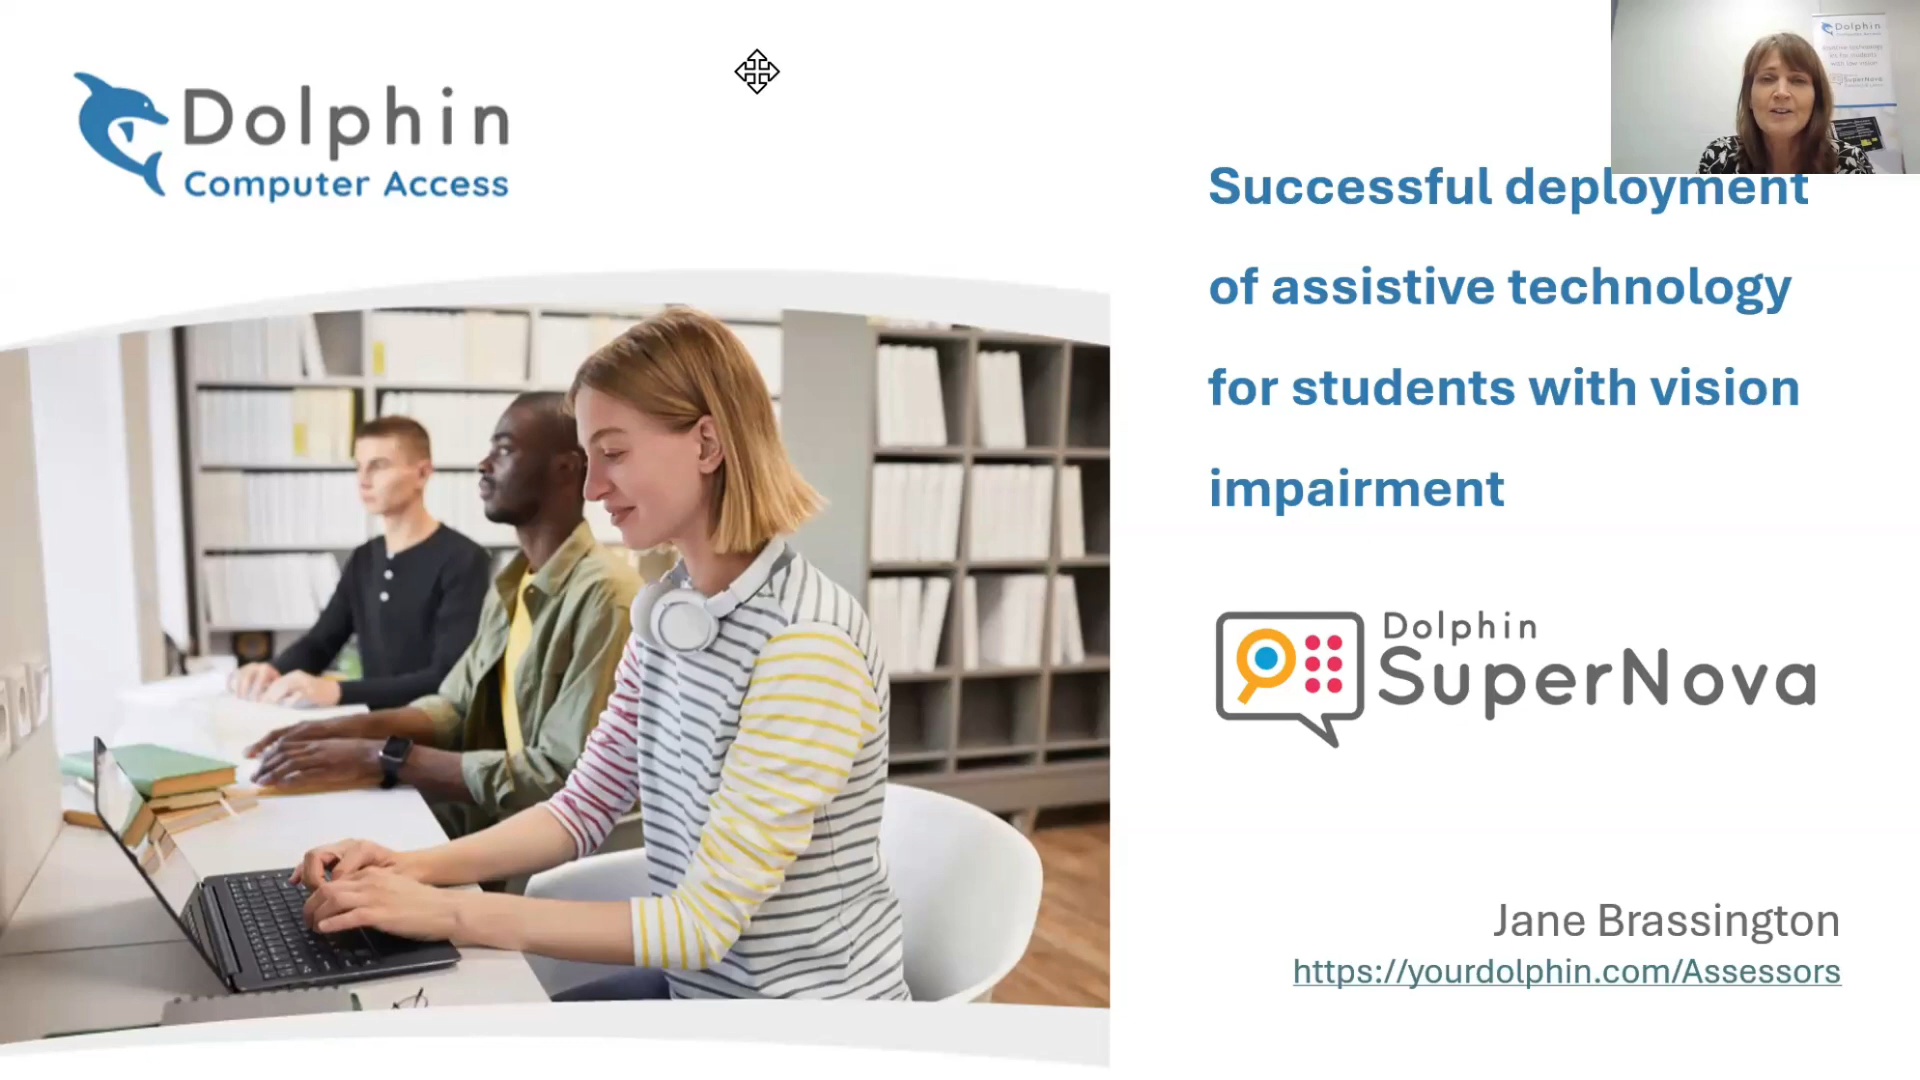 Dolphin
Computer Access
Dolphin
Successful deployment
of assistive technology
for students with vision
impairment
Dolphin
SuperNova
Jane Brassington
https://yourdolphin.com/Assessors